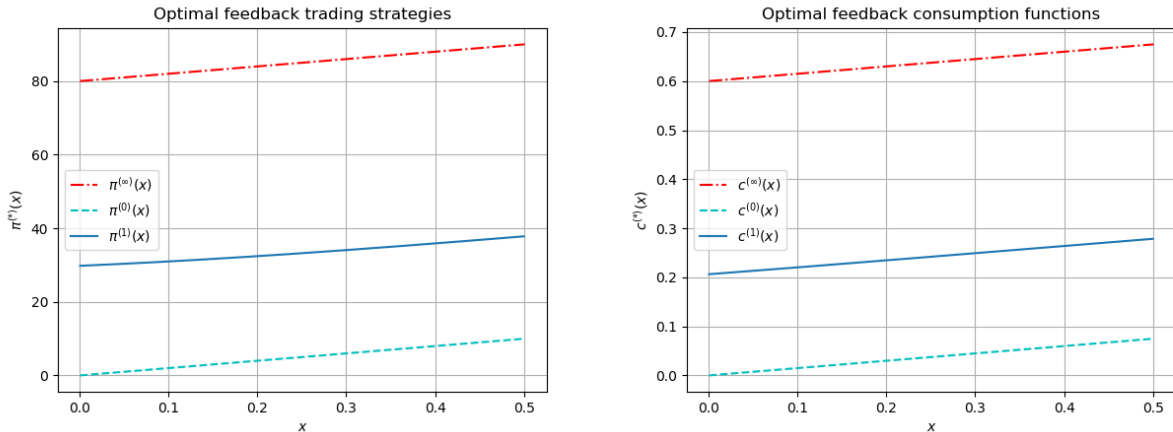 Optimal feedback trading strategies
80
60
40
20
0
π^(*)(x)
π^(∞)(x)
π^(0)(x)
π^(1)(x)
0.0 0.1 0.2 0.3 0.4 0.5
x
Optimal feedback consumption functions
0.7
0.6
0.5
0.4
0.3
0.2
0.1
0.0
c^(*)(x)
c^(∞)(x)
c^(0)(x)
c^(1)(x)
0.0 0.1 0.2 0.3 0.4 0.5
x